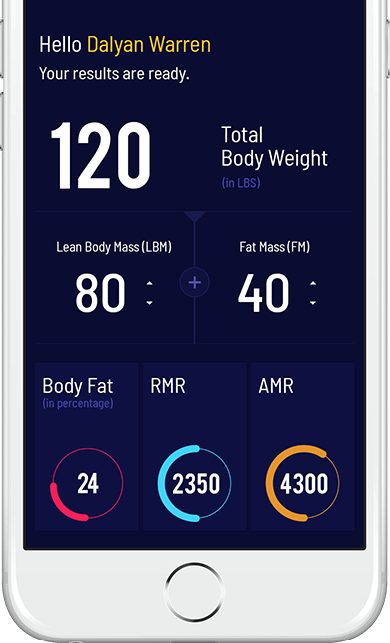 Hello Dalyan Warren
Your results are ready.
120
Total
Body Weight
(in LBS)
Lean Body Mass (LBM)
Fat Mass (FM)
80
+
40
Body Fat
(in percentage)
RMR
AMR
24
2350
4300